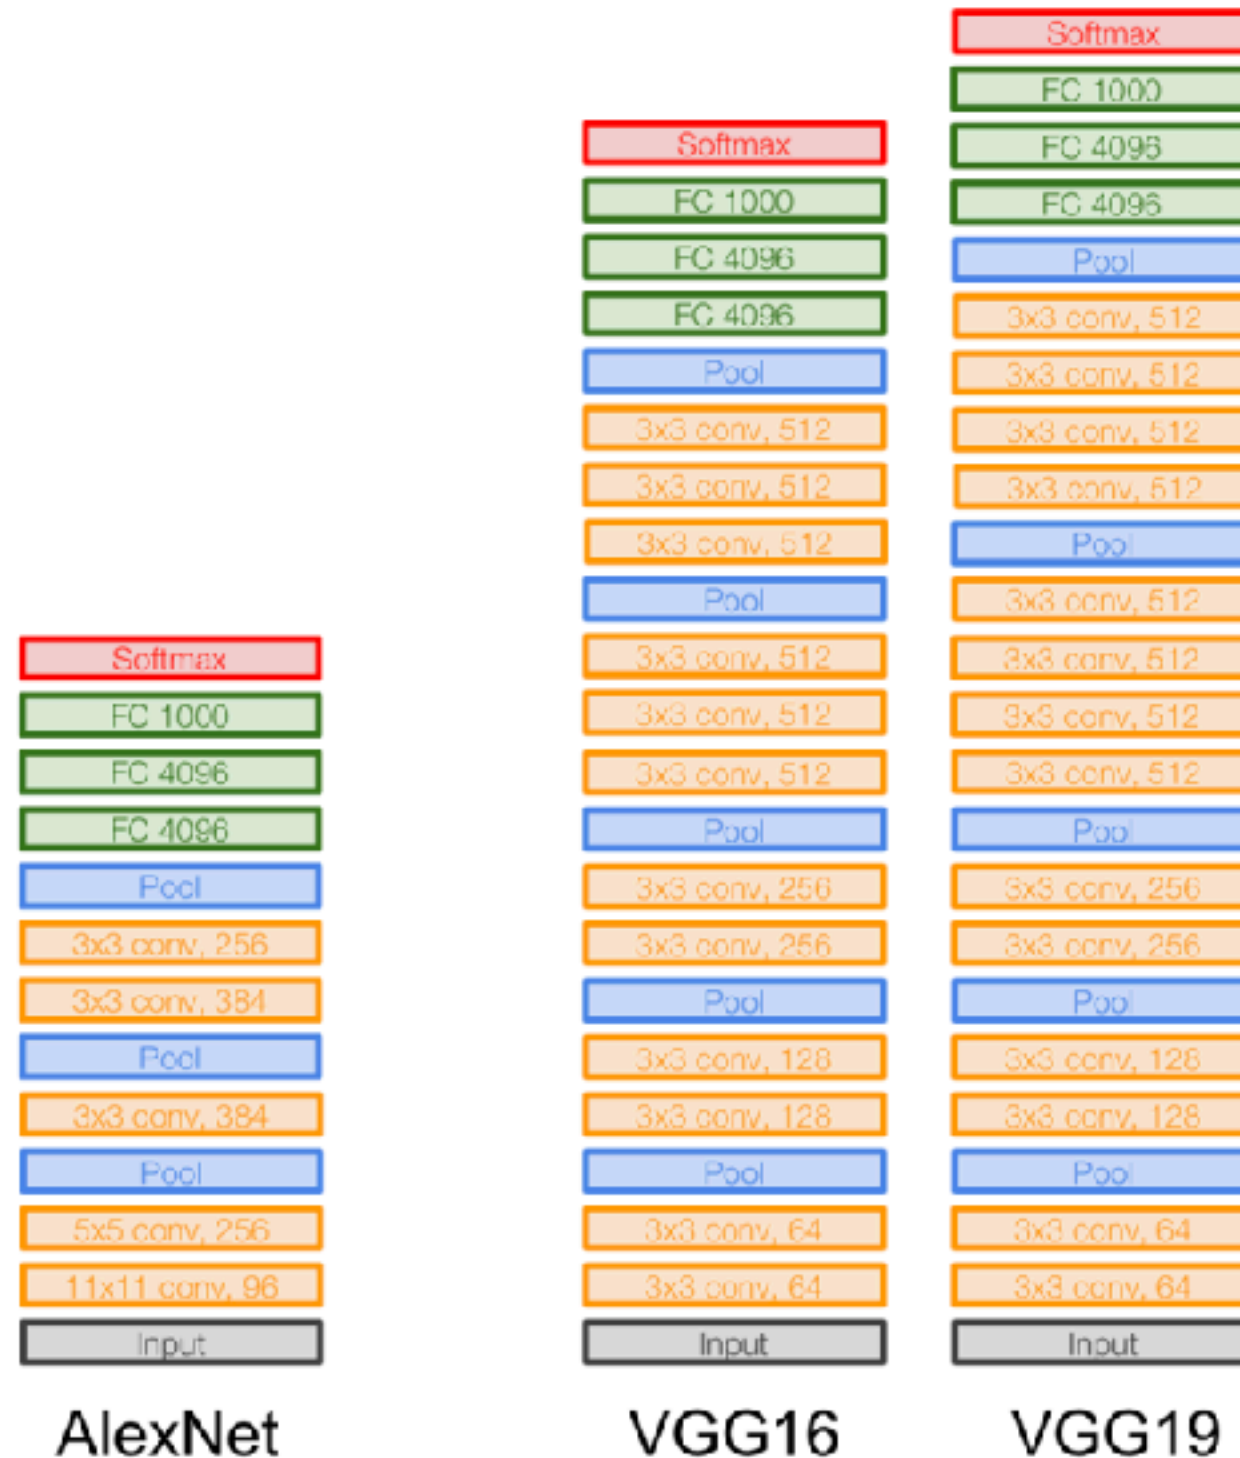 Softmax
FC 1000
FC 4096
FC 4096
Pool
3x3 conv, 256
3x3 conv, 384
Pool
3x3 conv, 384
Pool
5x5 conv, 256
11x11 conv, 96
Input
AlexNet
Softmax
FC 1000
FC 4096
FC 4096
Pool
3x3 conv, 512
3x3 conv, 512
3x3 conv, 512
Pool
3x3 conv, 512
3x3 conv, 512
3x3 conv, 512
Pool
3x3 conv, 256
3x3 conv, 256
Pool
3x3 conv, 128
3x3 conv, 128
Pool
3x3 conv, 64
3x3 conv, 64
Input
VGG16
Softmax
FC 1000
FC 4096
FC 4096
Pool
3x3 conv, 512
3x3 conv, 512
3x3 conv, 512
3x3 conv, 512
Pool
3x3 conv, 512
3x3 conv, 512
3x3 conv, 512
3x3 conv, 512
Pool
3x3 conv, 256
3x3 conv, 256
Pool
3x3 conv, 128
3x3 conv, 128
Pool
3x3 conv, 64
3x3 conv, 64
Input
VGG19